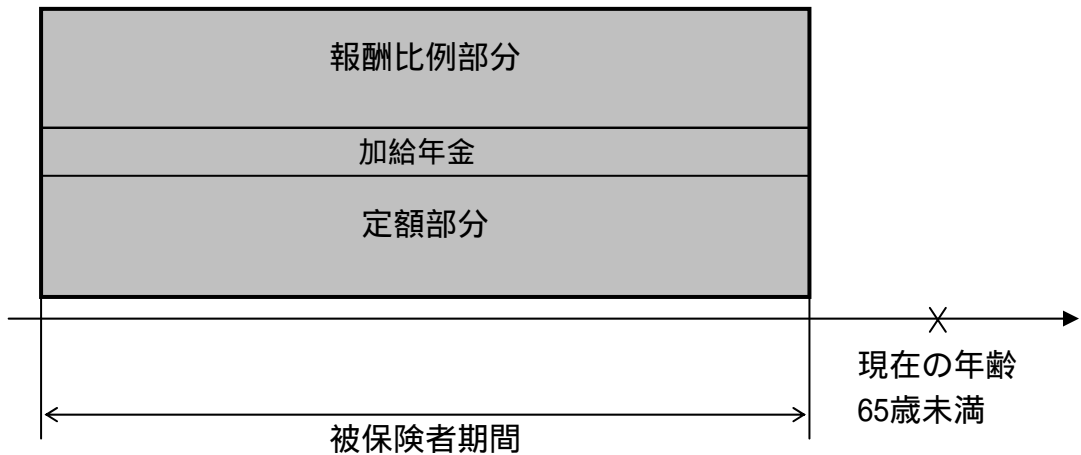 報酬比例部分
加給年金
定額部分
現在の年齢
65歳未満
被保険者期間